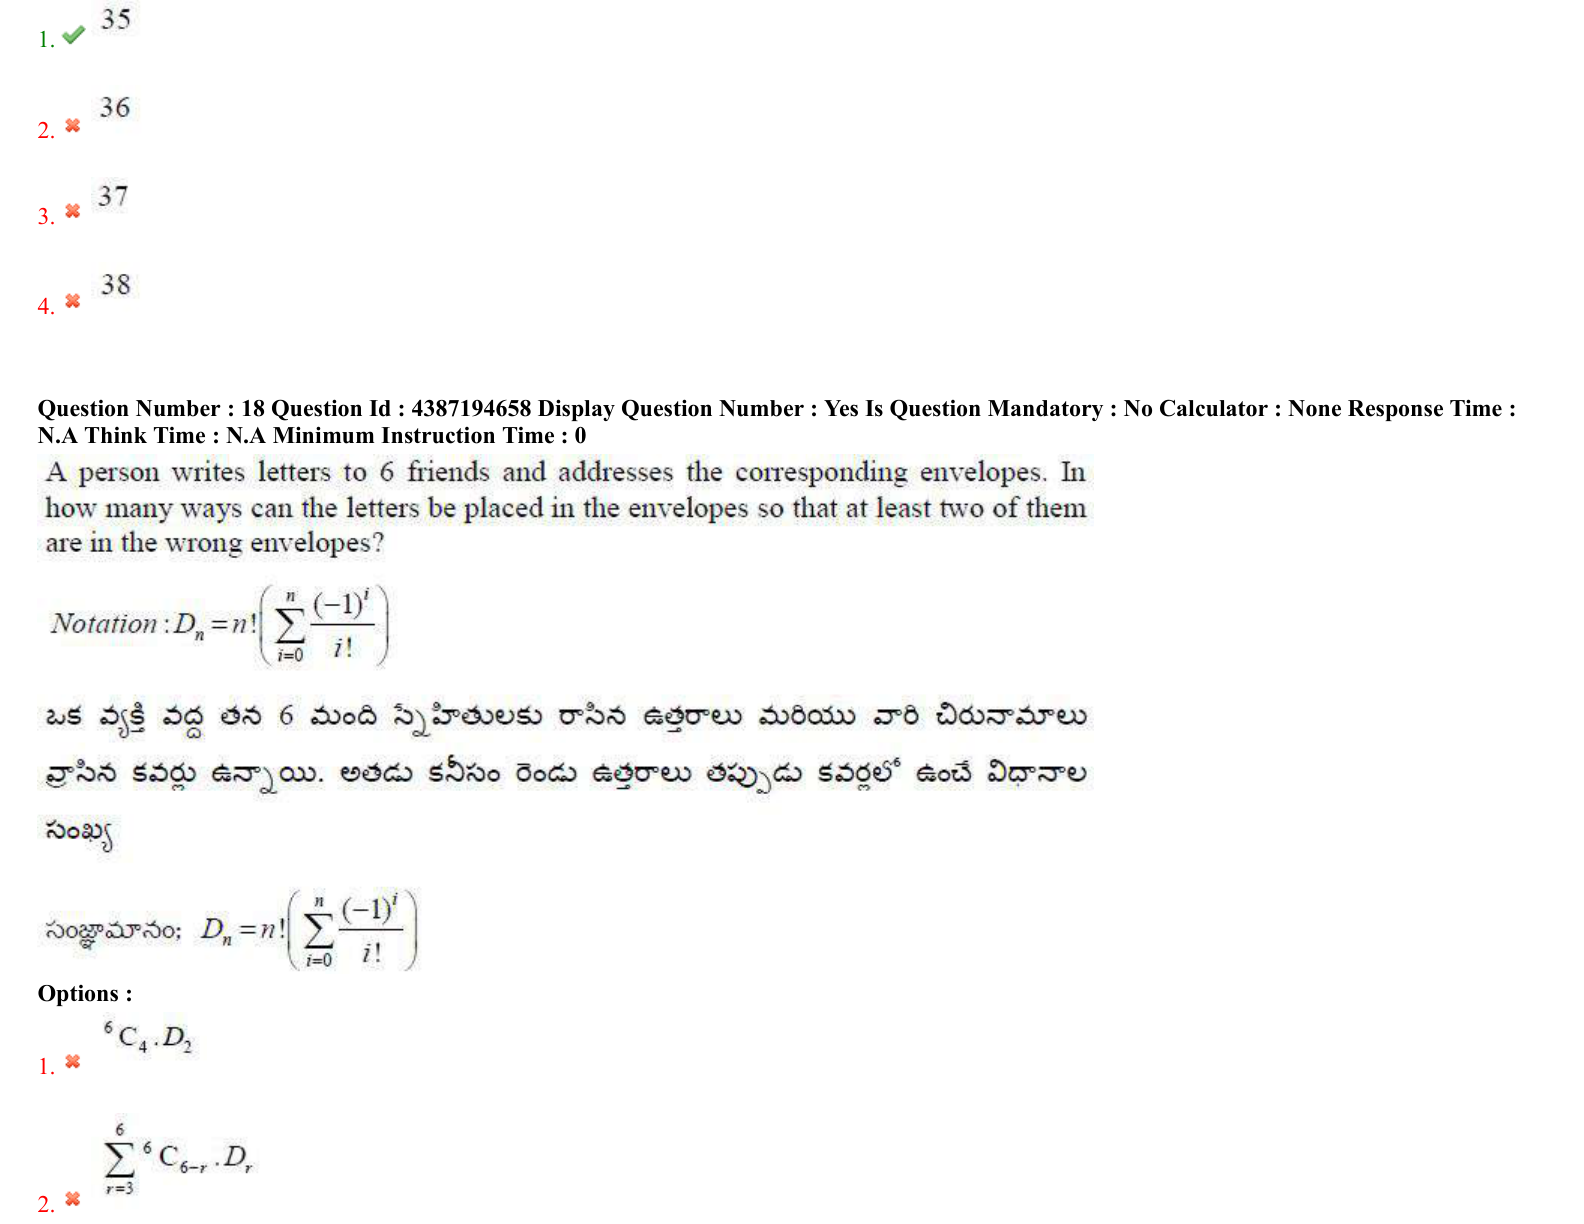 35
1.
36
2.
37
3.
38
4.
Question Number : 18 Question Id : 4387194658 Display Question Number : Yes Is Question Mandatory : No Calculator : None Response Time :
N.A Think Time : N.A Minimum Instruction Time : 0
A person writes letters to 6 friends and addresses the corresponding envelopes. In
how many ways can the letters be placed in the envelopes so that at least two of them
are in the wrong envelopes?
Notation : D_n = n! ( \sum_{i=0}^{n} \frac{(-1)^i}{i!} )
ఒక వ్యక్తి వద్ద తన 6 మంది స్నేహితులకు రాసిన ఉత్తరాలు మరియు వారి చిరునామాలు
వ్రాసిన కవర్లు ఉన్నాయి. అతడు కనీసం రెండు ఉత్తరాలు తప్పుడు కవర్లలో ఉంచే విధానాల
సంఖ్య
సంజ్ఞామానం; D_n = n! ( \sum_{i=0}^{n} \frac{(-1)^i}{i!} )
Options :
^6C_4 . D_2
1.
\sum_{r=3}^{6} {^6C_{6-r}} . D_r
2.